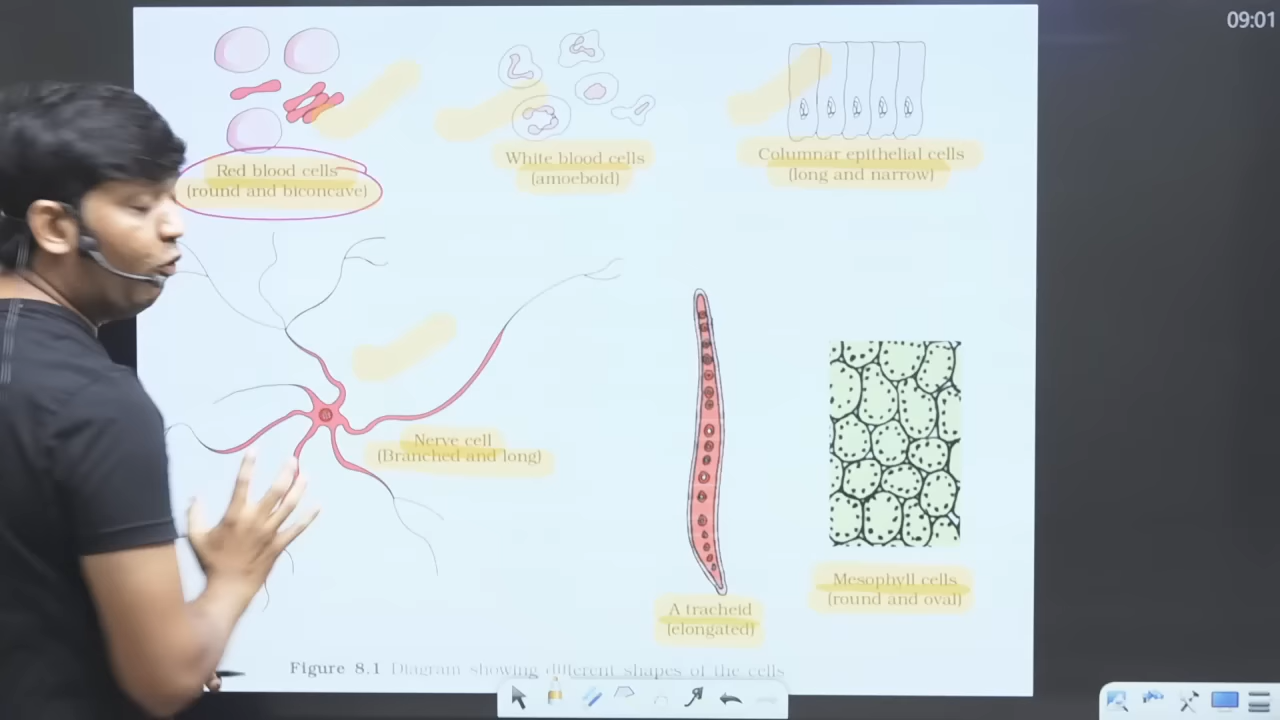 09:01
Red blood cells
(round and biconcave)
White blood cells
(amoeboid)
Columnar epithelial cells
(long and narrow)
Nerve cell
(Branched and long)
A tracheid
(elongated)
Mesophyll cells
(round and oval)
Figure 8.1 Diagram showing different shapes of the cells